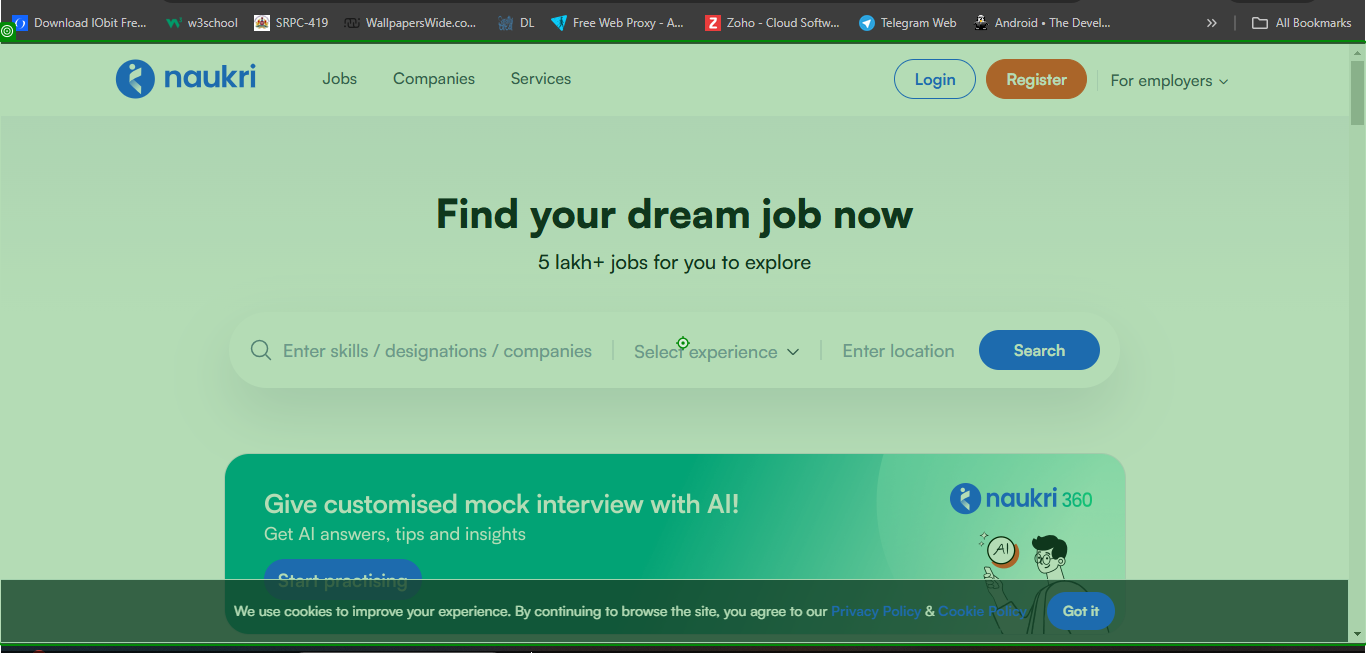 Download IObit Fre... w3school SRPC-419 WallpapersWide.co... DL Free Web Proxy - A... Zoho - Cloud Softw... Telegram Web Android • The Devel... » All Bookmarks
naukri Jobs Companies Services Login Register For employers
Find your dream job now
5 lakh+ jobs for you to explore
Enter skills / designations / companies Select experience Enter location Search
Give customised mock interview with AI! naukri 360
Get AI answers, tips and insights
AI
Start practising
We use cookies to improve your experience. By continuing to browse the site, you agree to our Privacy Policy & Cookie Policy Got it